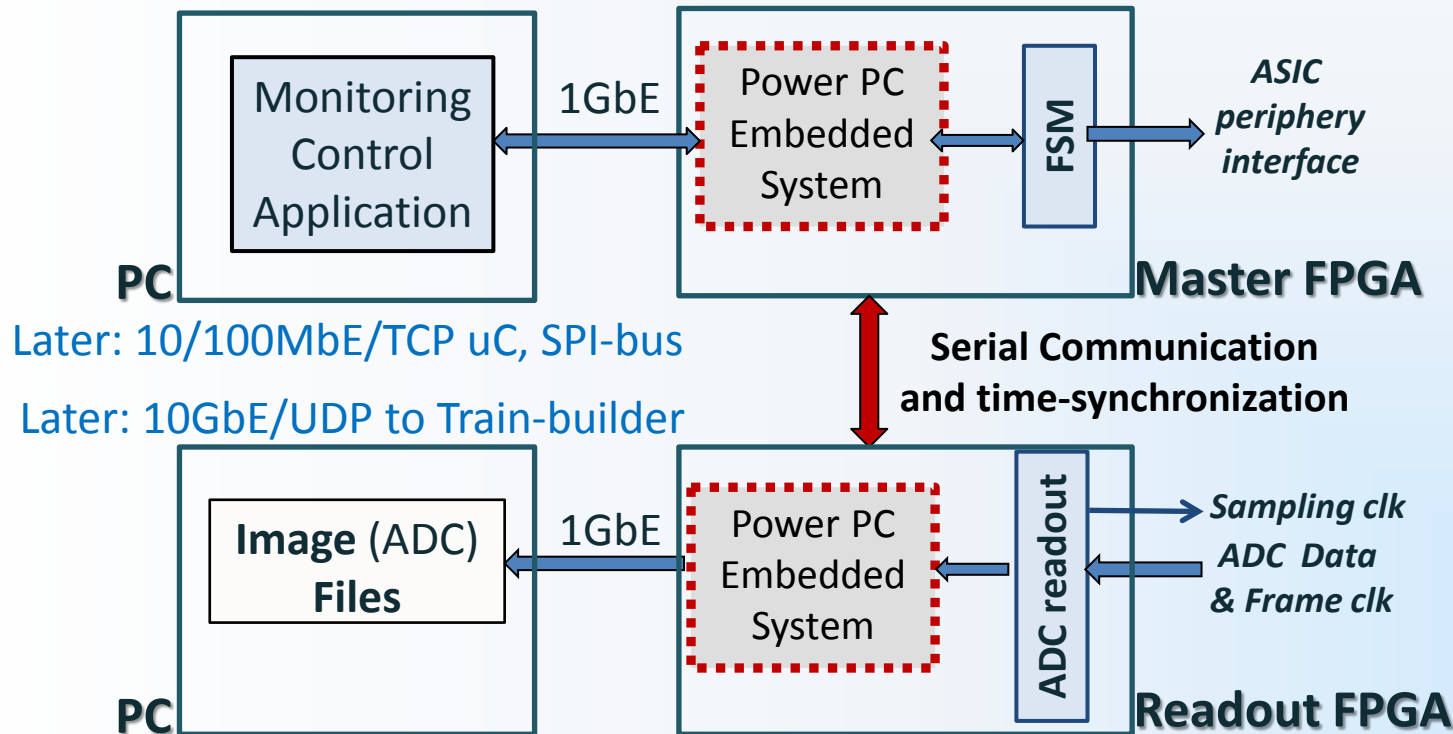 Monitoring
Control
Application
PC
1GbE
Power PC
Embedded
System
FSM
ASIC
periphery
interface
Master FPGA
Later: 10/100MbE/TCP uC, SPI-bus
Later: 10GbE/UDP to Train-builder
Serial Communication
and time-synchronization
Image (ADC)
Files
PC
1GbE
Power PC
Embedded
System
ADC readout
Sampling clk
ADC Data
& Frame clk
Readout FPGA